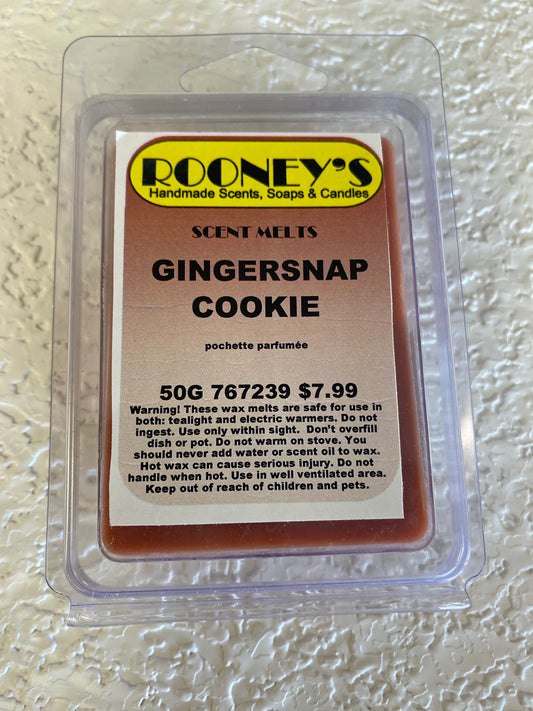 ROONEY'S
Handmade Scents, Soaps & Candles
SCENT MELTS
GINGERSNAP
COOKIE
pochette parfumée
50G 767239 $7.99
Warning! These wax melts are safe for use in
both: tealight and electric warmers. Do not
ingest. Use only within sight. Don't overfill
dish or pot. Do not warm on stove. You
should never add water or scent oil to wax.
Hot wax can cause serious injury. Do not
handle when hot. Use in well ventilated area.
Keep out of reach of children and pets.